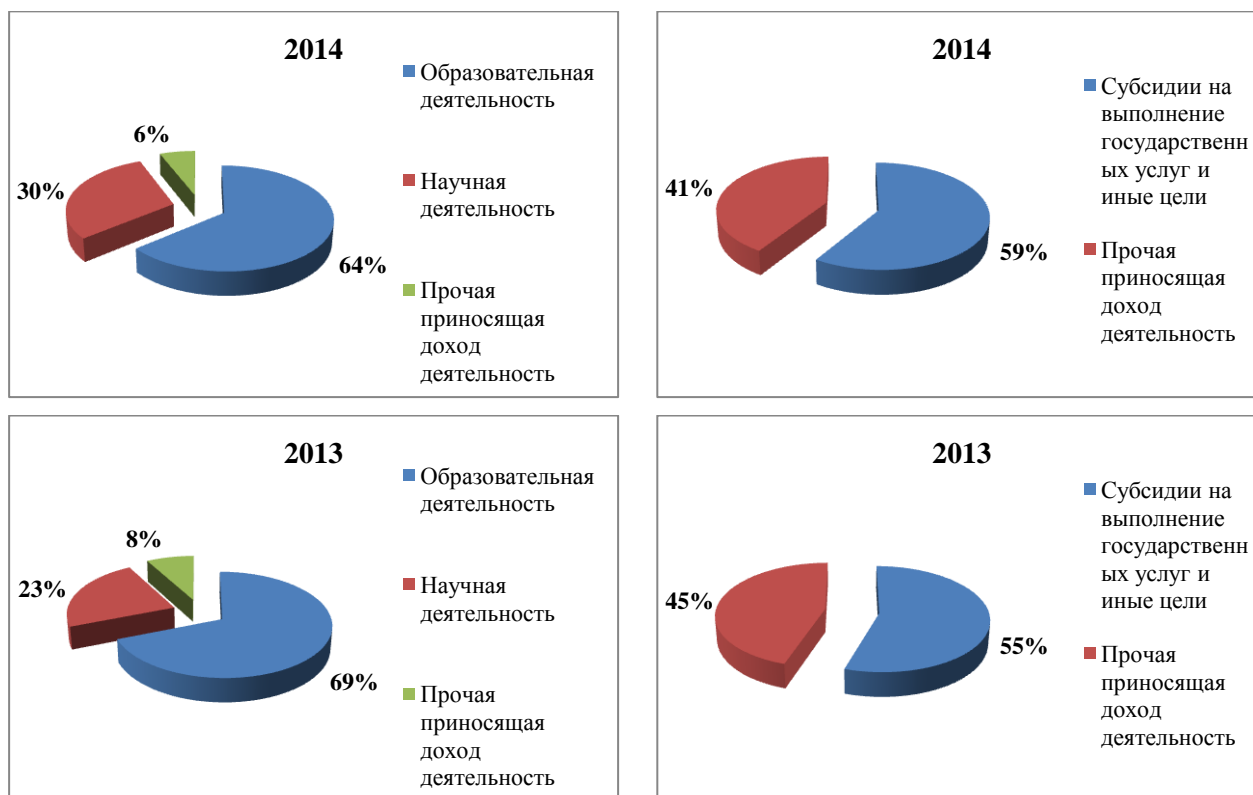 2014
Образовательная
деятельность
6%
30%
Научная
деятельность
64%
Прочая
приносящая
доход
деятельность
2014
Субсидии на
выполнение
государственн
ых услуг и
иные цели
41%
59%
Прочая
приносящая
доход
деятельность
2013
Образовательная
деятельность
8%
23%
Научная
деятельность
69%
Прочая
приносящая
доход
деятельность
2013
Субсидии на
выполнение
государственн
ых услуг и
иные цели
45%
55%
Прочая
приносящая
доход
деятельность